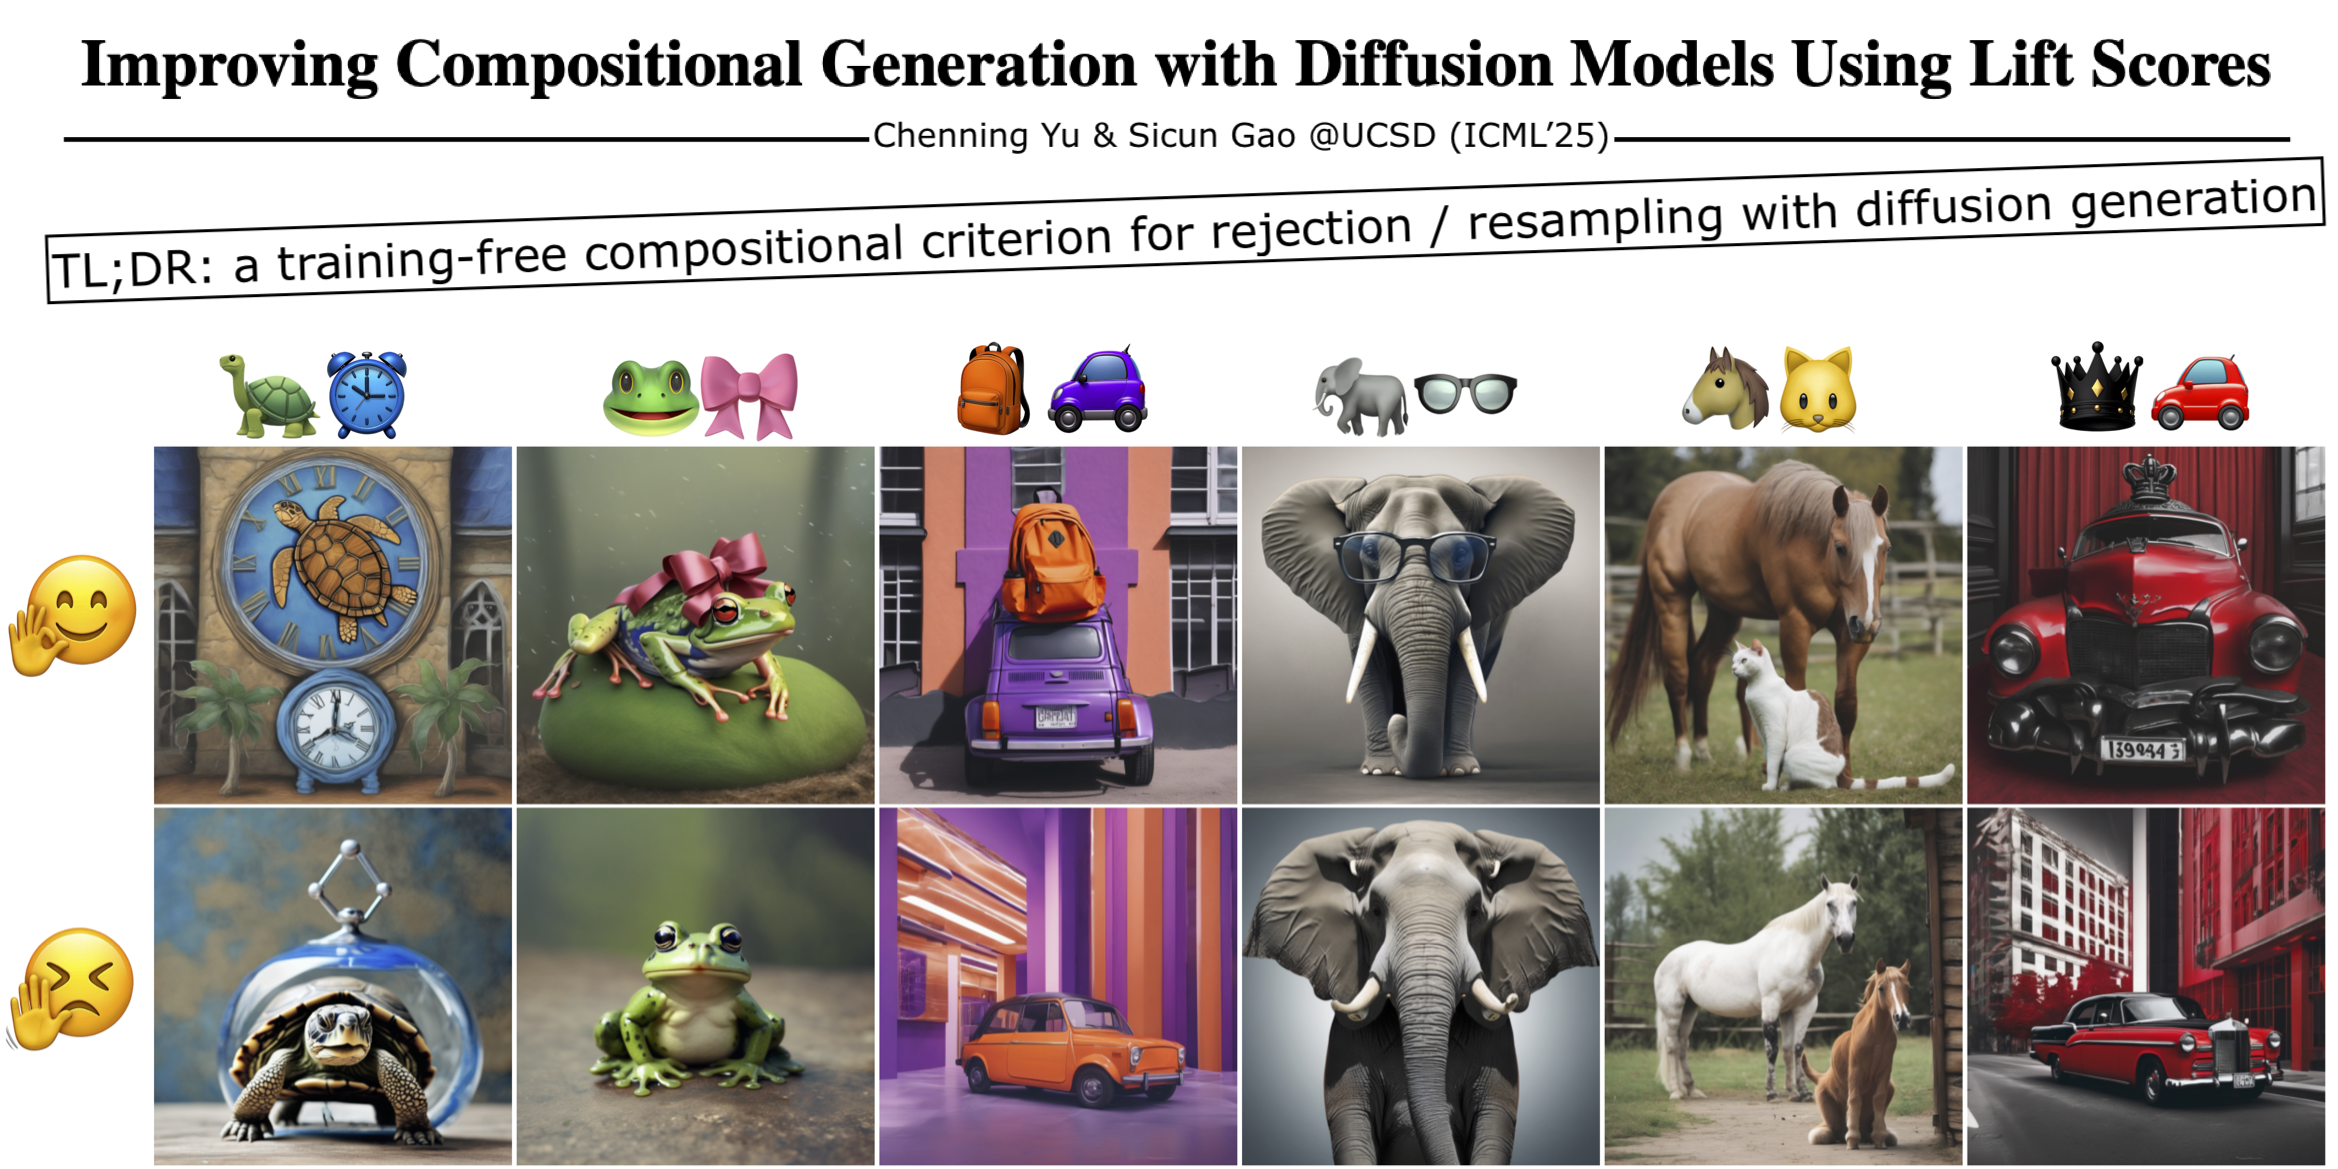 Improving Compositional Generation with Diffusion Models Using Lift Scores
Chenning Yu & Sicun Gao @UCSD (ICML’25)
TL;DR: a training-free compositional criterion for rejection / resampling with diffusion generation